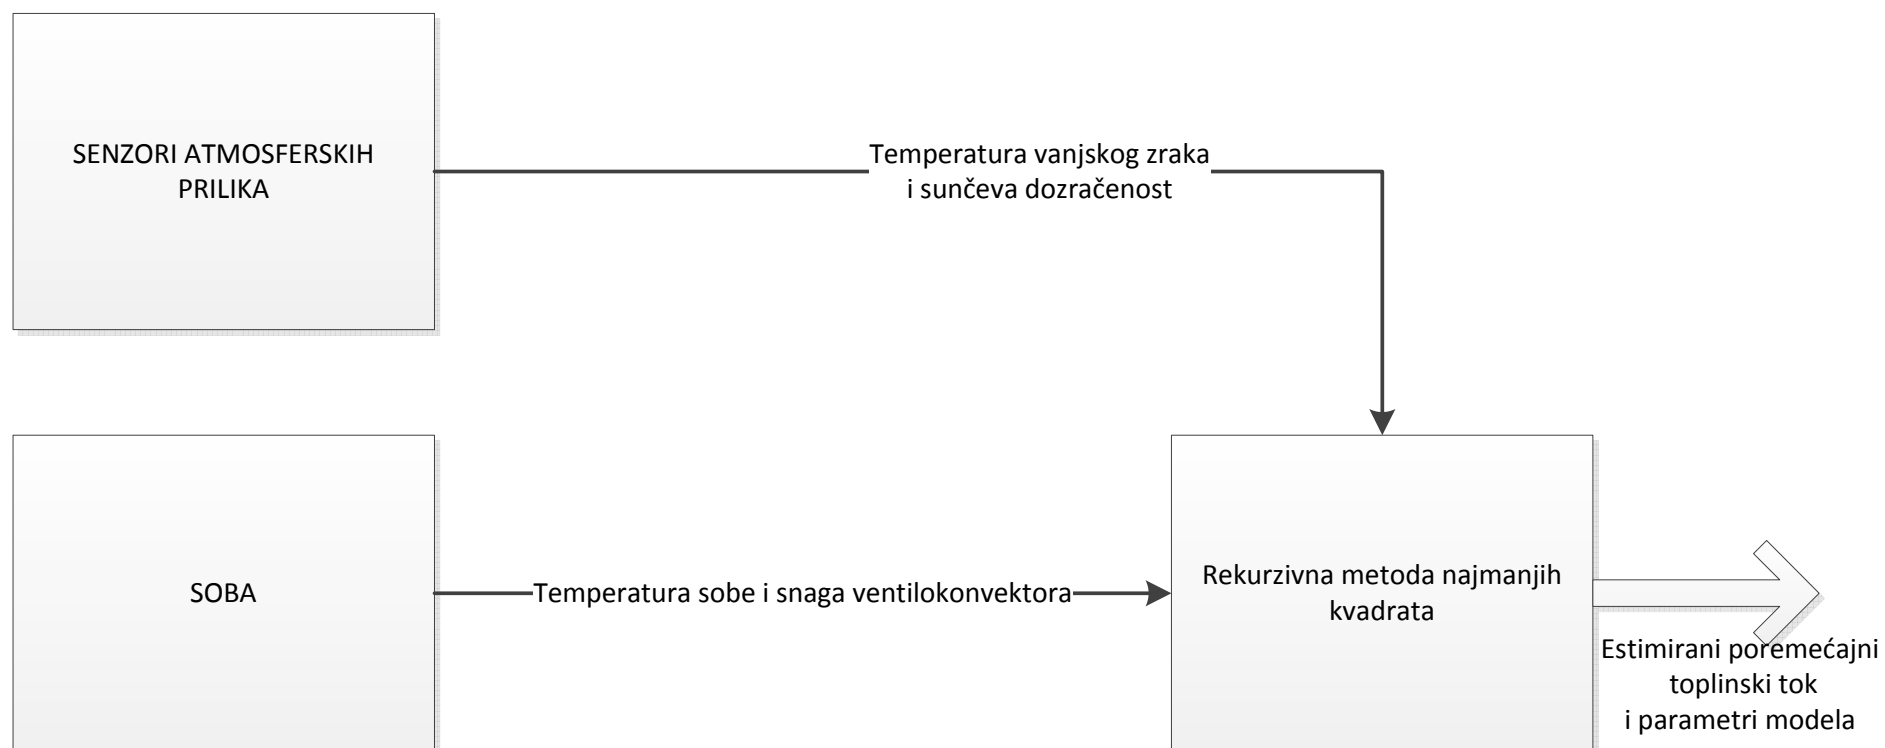 SENZORI ATMOSFERSKIH
PRILIKA
Temperatura vanjskog zraka
i sunčeva dozračenost
SOBA
Temperatura sobe i snaga ventilokonvektora
Rekurzivna metoda najmanjih
kvadrata
Estimirani poremećajni
toplinski tok
i parametri modela